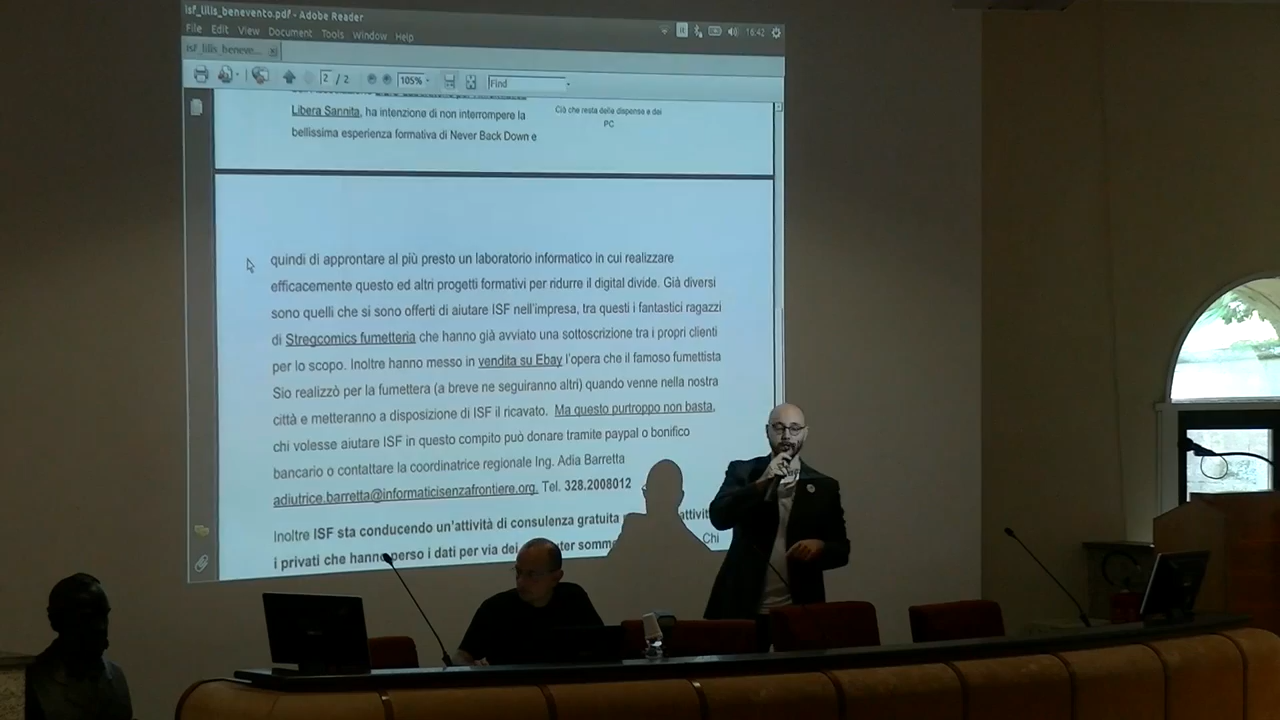 isf_lilis_benevento.pdf - Adobe Reader
File Edit View Document Tools Window Help
16:42
isf_lilis_beneve...
2 / 2
105%
Find
Libera Sannita, ha intenzione di non interrompere la
bellissima esperienza formativa di Never Back Down e
Ciò che resta delle dispense e dei
PC
quindi di approntare al più presto un laboratorio informatico in cui realizzare
efficacemente questo ed altri progetti formativi per ridurre il digital divide. Già diversi
sono quelli che si sono offerti di aiutare ISF nell'impresa, tra questi i fantastici ragazzi
di Stregcomics fumetteria che hanno già avviato una sottoscrizione tra i propri clienti
per lo scopo. Inoltre hanno messo in vendita su Ebay l'opera che il famoso fumettista
Sio realizzò per la fumettera (a breve ne seguiranno altri) quando venne nella nostra
città e metteranno a disposizione di ISF il ricavato. Ma questo purtroppo non basta,
chi volesse aiutare ISF in questo compito può donare tramite paypal o bonifico
bancario o contattare la coordinatrice regionale Ing. Adia Barretta
adiutrice.barretta@informaticisenzafrontiere.org. Tel. 328.2008012
Inoltre ISF sta conducendo un'attività di consulenza gratuita attivit
i privati che hanno perso i dati per via dei ter somm Chi